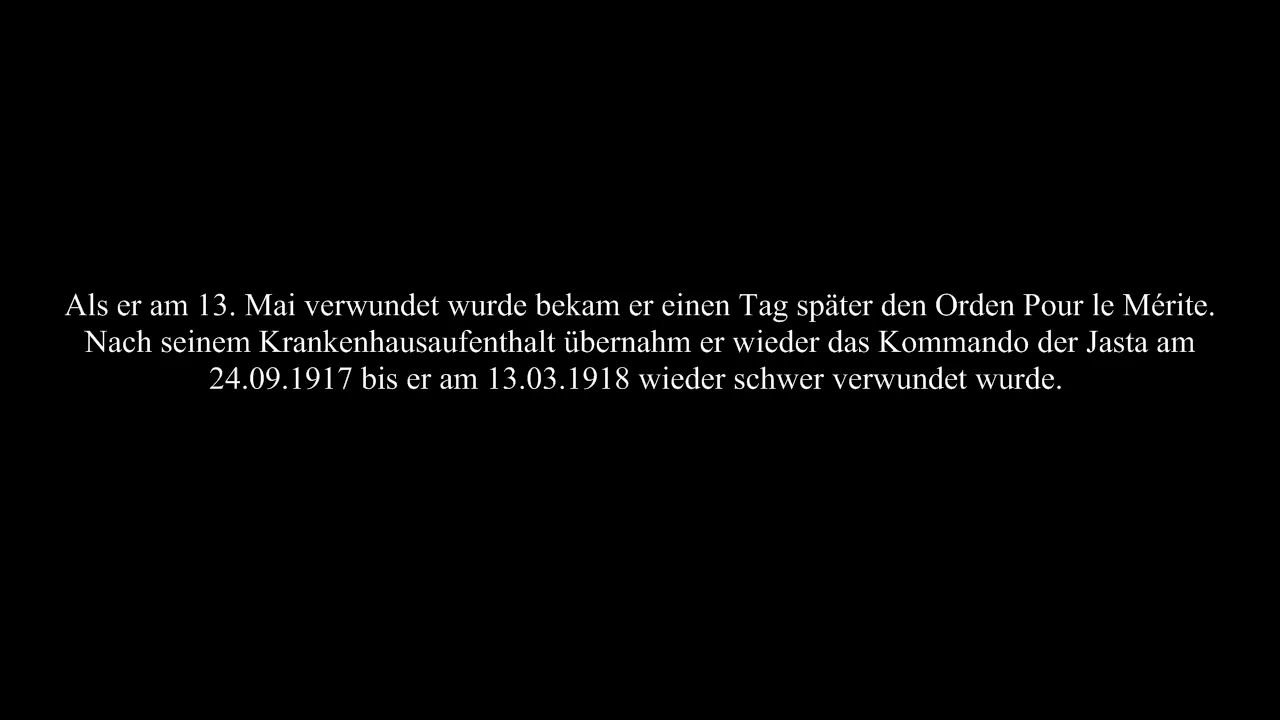 Als er am 13. Mai verwundet wurde bekam er einen Tag später den Orden Pour le Mérite.
Nach seinem Krankenhausaufenthalt übernahm er wieder das Kommando der Jasta am
24.09.1917 bis er am 13.03.1918 wieder schwer verwundet wurde.